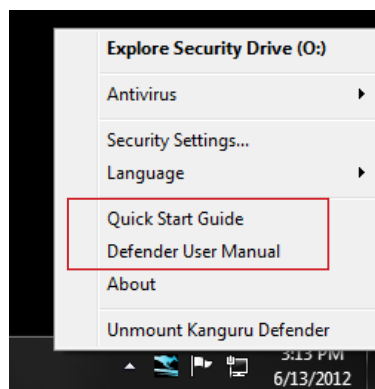 Explore Security Drive (O:)
Antivirus
Security Settings...
Language
Quick Start Guide
Defender User Manual
About
Unmount Kanguru Defender
3:13 PM
6/13/2012